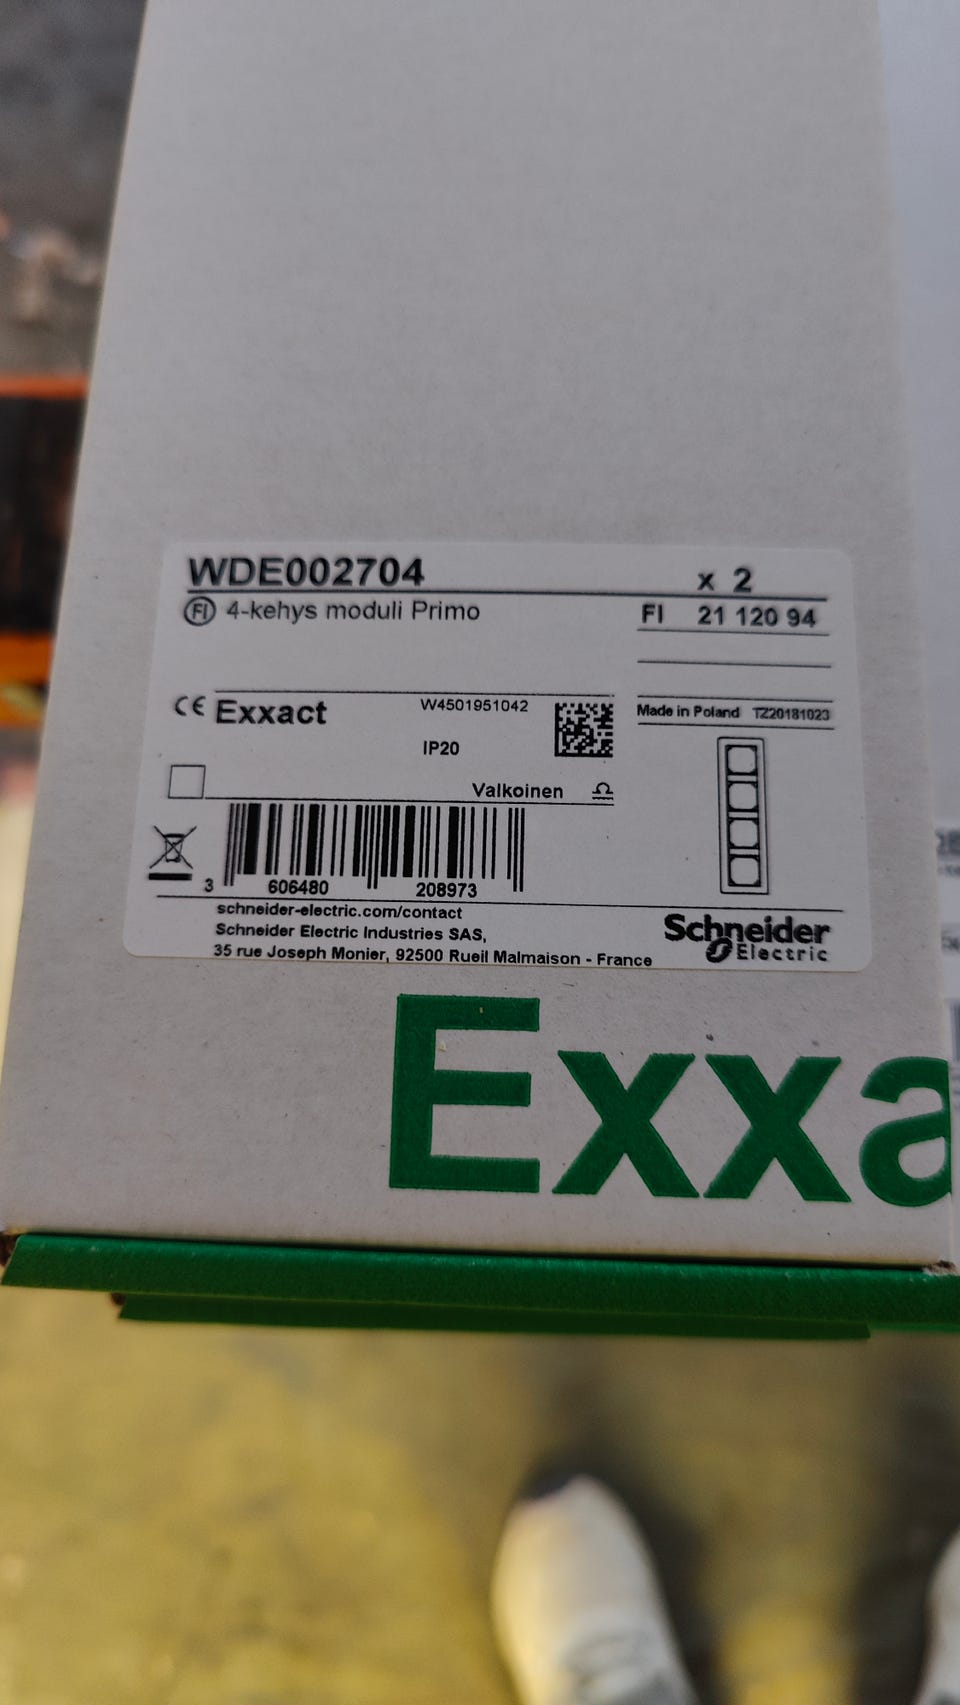 WDE002704 x 2
FI 4-kehys moduli Primo FI 21 120 94
CE Exxact W4501951042 Made in Poland TZ20181023
IP20
Valkoinen
3 606480 208973
schneider-electric.com/contact
Schneider Electric Industries SAS,
35 rue Joseph Monier, 92500 Rueil Malmaison - France
Schneider
Electric
Exxa